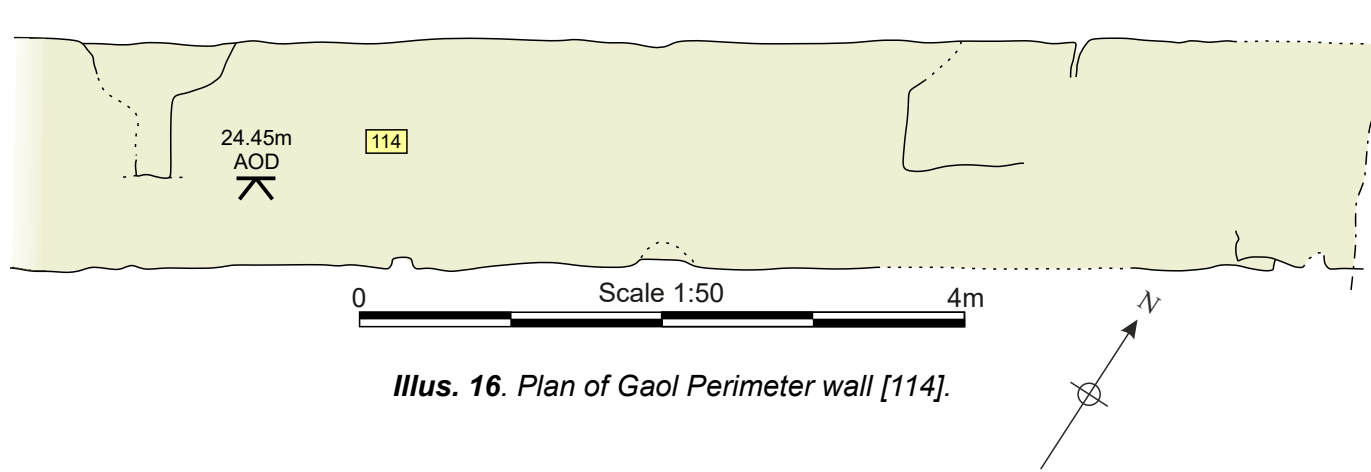 24.45m
AOD
114
0 Scale 1:50 4m
N
Illus. 16. Plan of Gaol Perimeter wall [114].